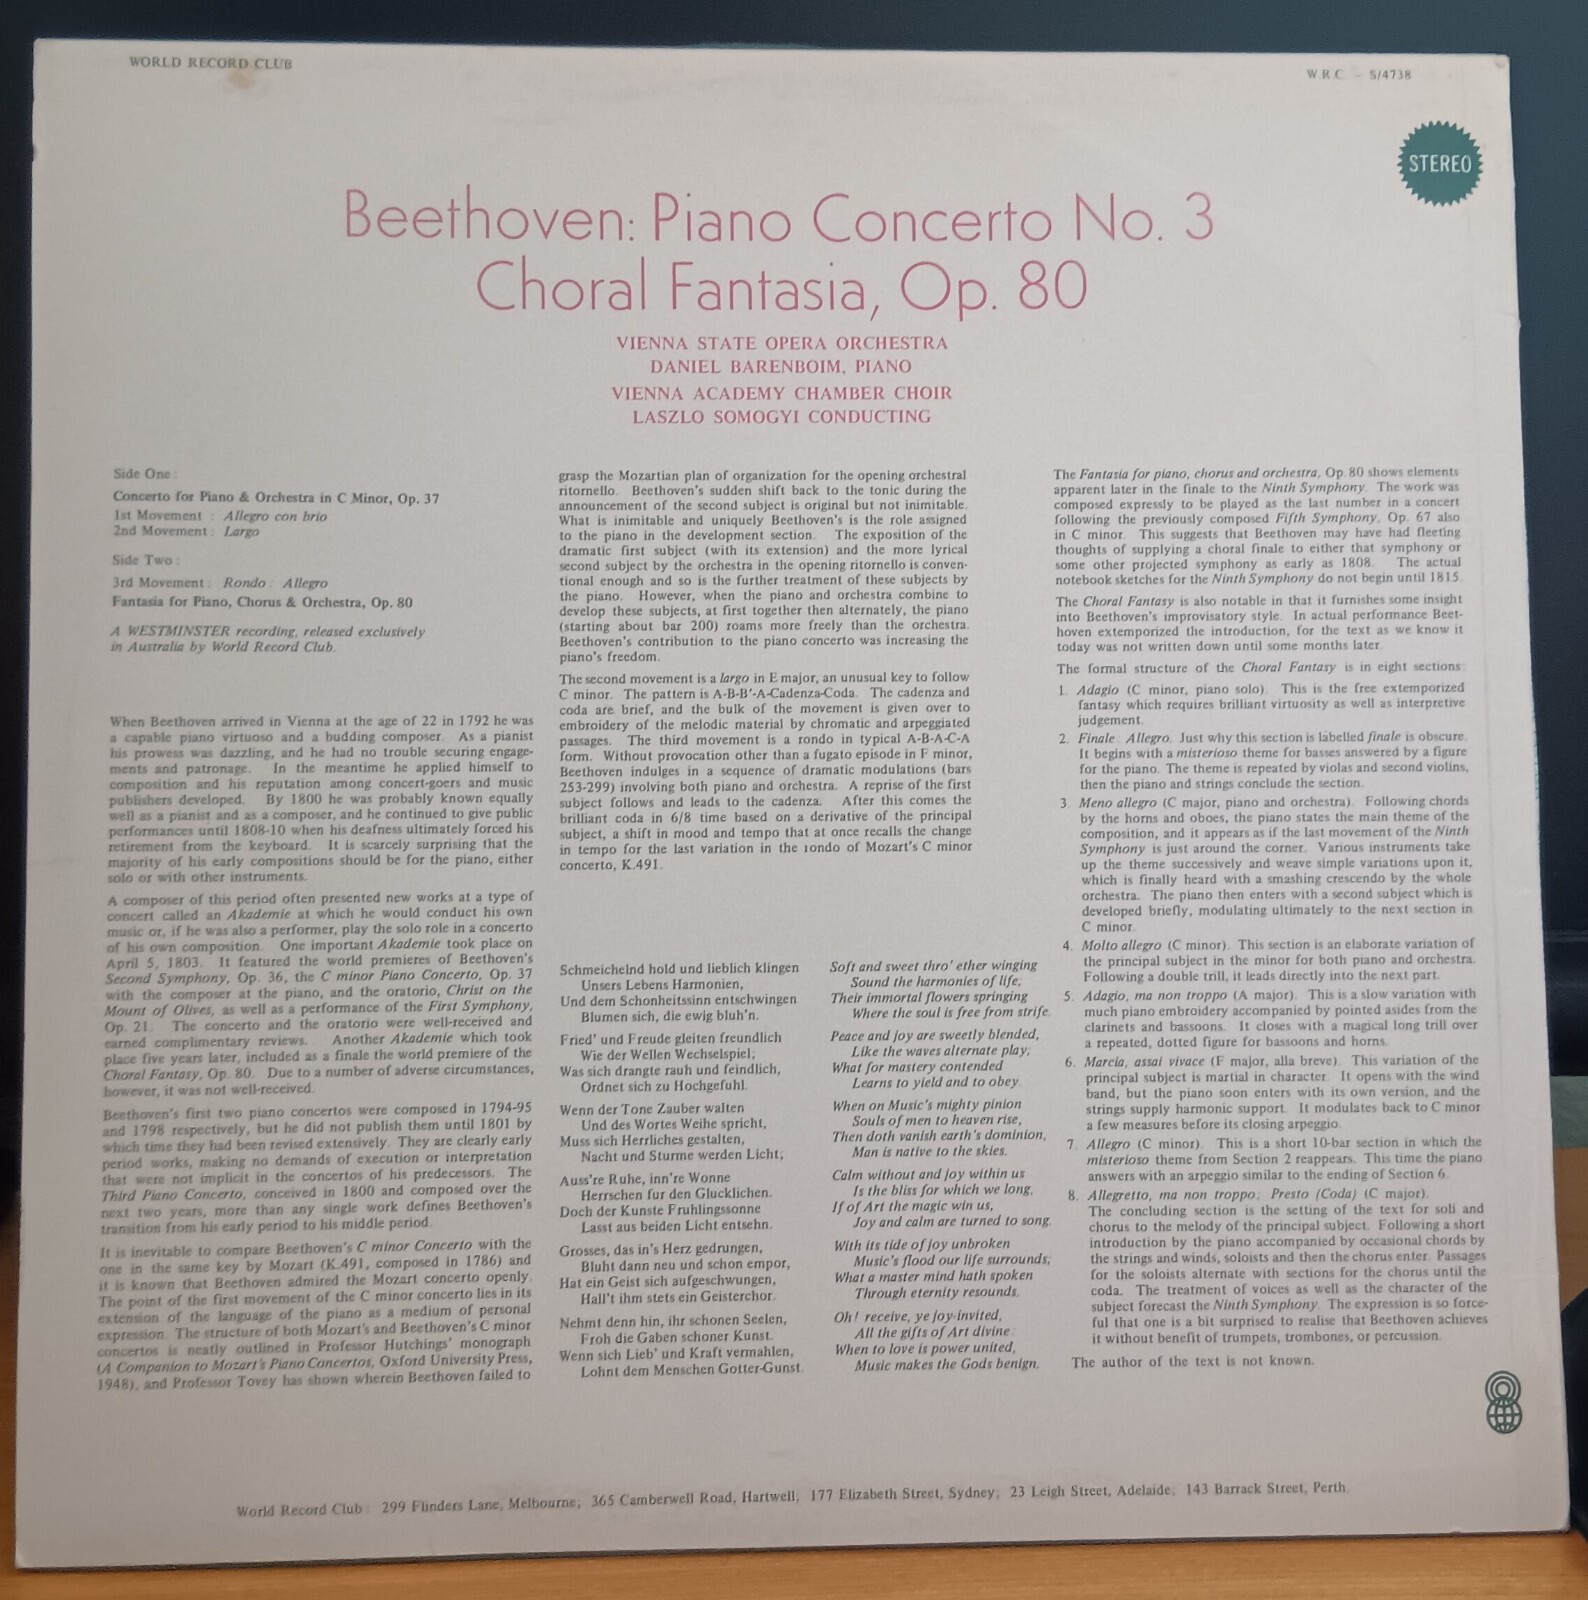 WORLD RECORD CLUB
W.R.C. - S/4738
STEREO
Beethoven: Piano Concerto No. 3
Choral Fantasia, Op. 80
VIENNA STATE OPERA ORCHESTRA
DANIEL BARENBOIM, PIANO
VIENNA ACADEMY CHAMBER CHOIR
LASZLO SOMOGYI CONDUCTING
Side One :
Concerto for Piano & Orchestra in C Minor, Op. 37
1st Movement : Allegro con brio
2nd Movement : Largo
Side Two :
3rd Movement : Rondo : Allegro
Fantasia for Piano, Chorus & Orchestra, Op. 80
A WESTMINSTER recording, released exclusively
in Australia by World Record Club.
When Beethoven arrived in Vienna at the age of 22 in 1792 he was
a capable piano virtuoso and a budding composer. As a pianist
his prowess was dazzling, and he had no trouble securing engage-
ments and patronage. In the meantime he applied himself to
composition and his reputation among concert-goers and music
publishers developed. By 1800 he was probably known equally
well as a pianist and as a composer, and he continued to give public
performances until 1808-10 when his deafness ultimately forced his
retirement from the keyboard. It is scarcely surprising that the
majority of his early compositions should be for the piano, either
solo or with other instruments.
A composer of this period often presented new works at a type of
concert called an Akademie at which he would conduct his own
music or, if he was also a performer, play the solo role in a concerto
of his own composition. One important Akademie took place on
April 5, 1803. It featured the world premieres of Beethoven's
Second Symphony, Op. 36, the C minor Piano Concerto, Op. 37
with the composer at the piano, and the oratorio, Christ on the
Mount of Olives, as well as a performance of the First Symphony,
Op. 21. The concerto and the oratorio were well-received and
earned complimentary reviews. Another Akademie which took
place five years later, included as a finale the world premiere of the
Choral Fantasy, Op. 80. Due to a number of adverse circumstances,
however, it was not well-received.
Beethoven's first two piano concertos were composed in 1794-95
and 1798 respectively, but he did not publish them until 1801 by
which time they had been revised extensively. They are clearly early
period works, making no demands of execution or interpretation
that were not implicit in the concertos of his predecessors. The
Third Piano Concerto, conceived in 1800 and composed over the
next two years, more than any single work defines Beethoven's
transition from his early period to his middle period.
It is inevitable to compare Beethoven's C minor Concerto with the
one in the same key by Mozart (K.491, composed in 1786) and
it is known that Beethoven admired the Mozart concerto openly.
The point of the first movement of the C minor concerto lies in its
extension of the language of the piano as a medium of personal
expression. The structure of both Mozart's and Beethoven's C minor
concertos is neatly outlined in Professor Hutchings' monograph
(A Companion to Mozart's Piano Concertos, Oxford University Press,
1948), and Professor Tovey has shown wherein Beethoven failed to
grasp the Mozartian plan of organization for the opening orchestral
ritornello. Beethoven's sudden shift back to the tonic during the
announcement of the second subject is original but not inimitable.
What is inimitable and uniquely Beethoven's is the role assigned
to the piano in the development section. The exposition of the
dramatic first subject (with its extension) and the more lyrical
second subject by the orchestra in the opening ritornello is conven-
tional enough and so is the further treatment of these subjects by
the piano. However, when the piano and orchestra combine to
develop these subjects, at first together then alternately, the piano
(starting about bar 200) roams more freely than the orchestra.
Beethoven's contribution to the piano concerto was increasing the
piano's freedom.
The second movement is a largo in E major, an unusual key to follow
C minor. The pattern is A-B-B'-A-Cadenza-Coda. The cadenza and
coda are brief, and the bulk of the movement is given over to
embroidery of the melodic material by chromatic and arpeggiated
passages. The third movement is a rondo in typical A-B-A-C-A
form. Without provocation other than a fugato episode in F minor,
Beethoven indulges in a sequence of dramatic modulations (bars
253-299) involving both piano and orchestra. A reprise of the first
subject follows and leads to the cadenza. After this comes the
brilliant coda in 6/8 time based on a derivative of the principal
subject, a shift in mood and tempo that at once recalls the change
in tempo for the last variation in the rondo of Mozart's C minor
concerto, K.491.
Schmeichelnd hold und lieblich klingen
Unsers Lebens Harmonien,
Und dem Schonheitssinn entschwingen
Blumen sich, die ewig bluh'n.
Fried' und Freude gleiten freundlich
Wie der Wellen Wechselspiel;
Was sich drangte rauh und feindlich,
Ordnet sich zu Hochgefuhl.
Wenn der Tone Zauber walten
Und des Wortes Weihe spricht,
Muss sich Herrliches gestalten,
Nacht und Sturme werden Licht;
Auss're Ruhe, inn're Wonne
Herrschen fur den Glucklichen.
Doch der Kunste Fruhlingssonne
Lasst aus beiden Licht entsehn.
Grosses, das in's Herz gedrungen,
Bluht dann neu und schon empor,
Hat ein Geist sich aufgeschwungen,
Hall't ihm stets ein Geisterchor.
Nehmt denn hin, ihr schonen Seelen,
Froh die Gaben schoner Kunst.
Wenn sich Lieb' und Kraft vermahlen,
Lohnt dem Menschen Gotter-Gunst.
Soft and sweet thro' ether winging
Sound the harmonies of life,
Their immortal flowers springing
Where the soul is free from strife.
Peace and joy are sweetly blended,
Like the waves alternate play;
What for mastery contended
Learns to yield and to obey.
When on Music's mighty pinion
Souls of men to heaven rise,
Then doth vanish earth's dominion,
Man is native to the skies.
Calm without and joy within us
Is the bliss for which we long,
If of Art the magic win us,
Joy and calm are turned to song.
With its tide of joy unbroken
Music's flood our life surrounds;
What a master mind hath spoken
Through eternity resounds.
Oh! receive, ye joy-invited,
All the gifts of Art divine:
When to love is power united,
Music makes the Gods benign.
The Fantasia for piano, chorus and orchestra, Op.80 shows elements
apparent later in the finale to the Ninth Symphony. The work was
composed expressly to be played as the last number in a concert
following the previously composed Fifth Symphony, Op. 67 also
in C minor. This suggests that Beethoven may have had fleeting
thoughts of supplying a choral finale to either that symphony or
some other projected symphony as early as 1808. The actual
notebook sketches for the Ninth Symphony do not begin until 1815.
The Choral Fantasy is also notable in that it furnishes some insight
into Beethoven's improvisatory style. In actual performance Beet-
hoven extemporized the introduction, for the text as we know it
today was not written down until some months later.
The formal structure of the Choral Fantasy is in eight sections:
1. Adagio (C minor, piano solo). This is the free extemporized
fantasy which requires brilliant virtuosity as well as interpretive
judgement.
2. Finale : Allegro. Just why this section is labelled finale is obscure.
It begins with a misterioso theme for basses answered by a figure
for the piano. The theme is repeated by violas and second violins,
then the piano and strings conclude the section.
3. Meno allegro (C major, piano and orchestra). Following chords
by the horns and oboes, the piano states the main theme of the
composition, and it appears as if the last movement of the Ninth
Symphony is just around the corner. Various instruments take
up the theme successively and weave simple variations upon it,
which is finally heard with a smashing crescendo by the whole
orchestra. The piano then enters with a second subject which is
developed briefly, modulating ultimately to the next section in
C minor.
4. Molto allegro (C minor). This section is an elaborate variation of
the principal subject in the minor for both piano and orchestra.
Following a double trill, it leads directly into the next part.
5. Adagio, ma non troppo (A major). This is a slow variation with
much piano embroidery accompanied by pointed asides from the
clarinets and bassoons. It closes with a magical long trill over
a repeated, dotted figure for bassoons and horns.
6. Marcia, assai vivace (F major, alla breve). This variation of the
principal subject is martial in character. It opens with the wind
band, but the piano soon enters with its own version, and the
strings supply harmonic support. It modulates back to C minor
a few measures before its closing arpeggio.
7. Allegro (C minor). This is a short 10-bar section in which the
misterioso theme from Section 2 reappears. This time the piano
answers with an arpeggio similar to the ending of Section 6.
8. Allegretto, ma non troppo; Presto (Coda) (C major).
The concluding section is the setting of the text for soli and
chorus to the melody of the principal subject. Following a short
introduction by the piano accompanied by occasional chords by
the strings and winds, soloists and then the chorus enter. Passages
for the soloists alternate with sections for the chorus until the
coda. The treatment of voices as well as the character of the
subject forecast the Ninth Symphony. The expression is so force-
ful that one is a bit surprised to realise that Beethoven achieves
it without benefit of trumpets, trombones, or percussion.
The author of the text is not known.
World Record Club : 299 Flinders Lane, Melbourne; 365 Camberwell Road, Hartwell; 177 Elizabeth Street, Sydney; 23 Leigh Street, Adelaide; 143 Barrack Street, Perth.